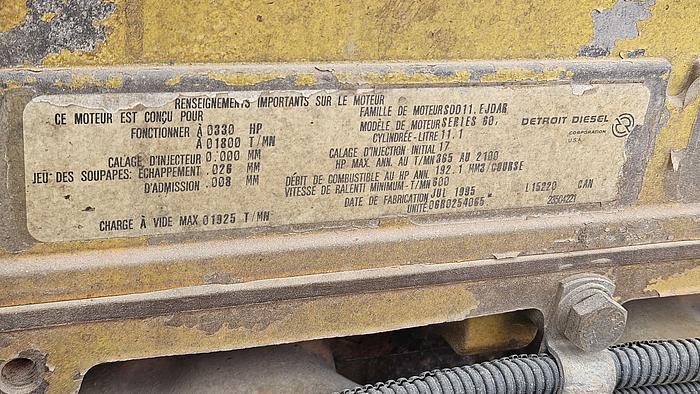 RENSEIGNEMENTS IMPORTANTS SUR LE MOTEUR
CE MOTEUR EST CONÇU POUR
FONCTIONNER À 0330 HP
À 01800 T/MN
CALAGE D'INJECTEUR 0.000 MM
JEU DES SOUPAPES: ÉCHAPPEMENT .026 MM
D'ADMISSION .008 MM
CHARGE À VIDE MAX 01925 T/MN
FAMILLE DE MOTEUR SDD11.EJDAR
MODÈLE DE MOTEUR SERIES 60,
CYLINDRÉE-LITRE 11.1
CALAGE D'INJECTION INITIAL 17
HP MAX ANN. AU T/MN 365 AU 2100
DÉBIT DE COMBUSTIBLE AU HP ANN. 192.1 MM3/COURSE
VITESSE DE RALENTI MINIMUM-T/MN 600
DATE DE FABRICATION JUL 1995
UNITÉ 06R0254065
DETROIT DIESEL
CORPORATION
U.S.A.
L15220 CAN
23504221